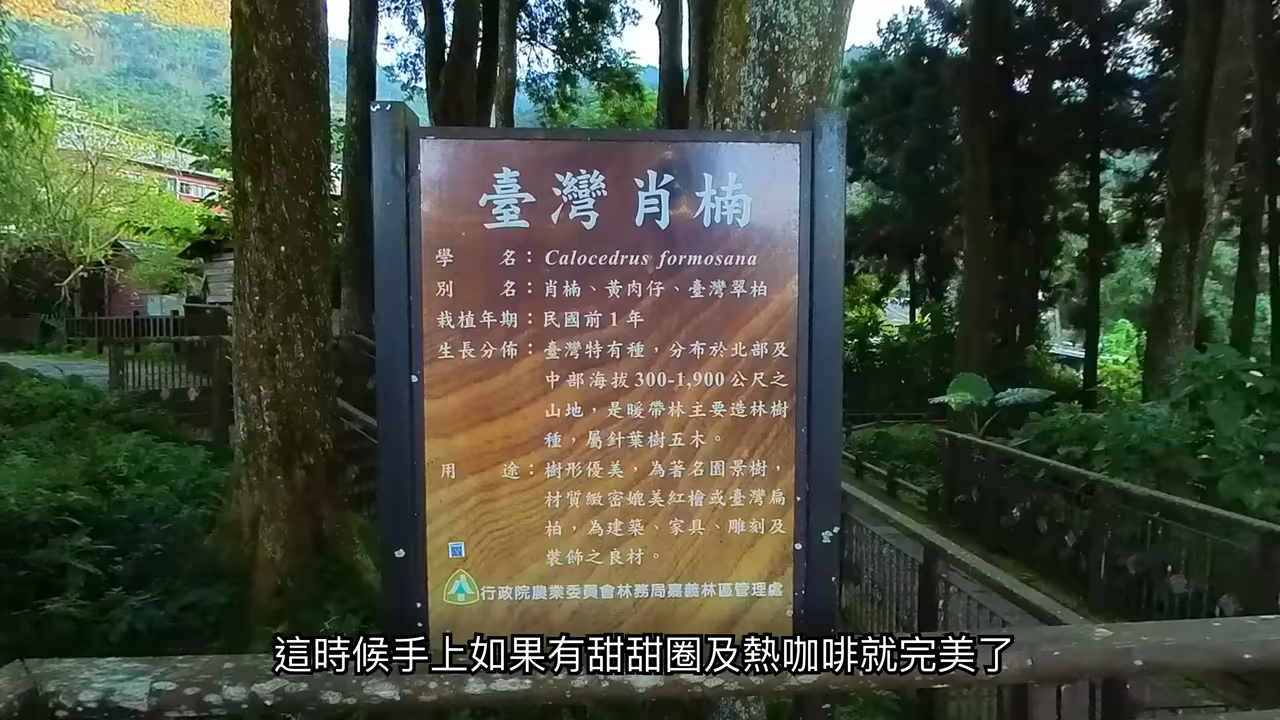 臺灣肖楠
學名：Calocedrus formosana
別名：肖楠、黃肉仔、臺灣翠柏
栽植年期：民國前1年
生長分佈：臺灣特有種，分布於北部及
中部海拔300-1,900公尺之
山地，是暖帶林主要造林樹
種，屬針葉樹五木。
用途：樹形優美，為著名園景樹，
材質緻密媲美紅檜或臺灣扁
柏，為建築、家具、雕刻及
裝飾之良材。
行政院農業委員會林務局嘉義林區管理處
這時候手上如果有甜甜圈及熱咖啡就完美了